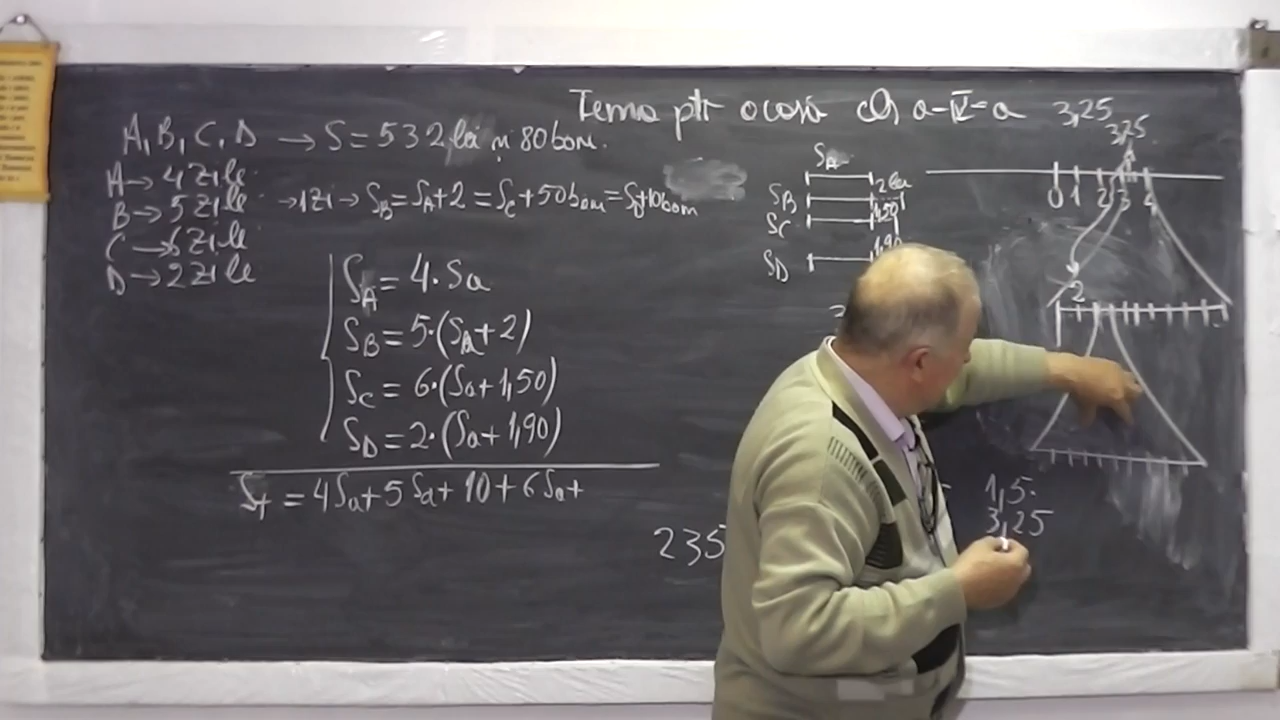 Tema ptr acasă cls a-IV-a
A, B, C, D → S = 532 lei și 80 bani.
A → 4 zile
B → 5 zile → 1 zi → S_B = S_A + 2 = S_C + 50 bani = S_D + 10 bani
C → 6 zile
D → 2 zile
S_A = 4 · S_a
S_B = 5 · (S_A + 2)
S_C = 6 · (S_a + 1,50)
S_D = 2 · (S_a + 1,90)
S_t = 4S_a + 5S_a + 10 + 6S_a +
S_A
S_B 2 lei
S_C 1,50
S_D 1,90
235
3,25
3,25
0 1 2 3 4
2
1,5
3,25